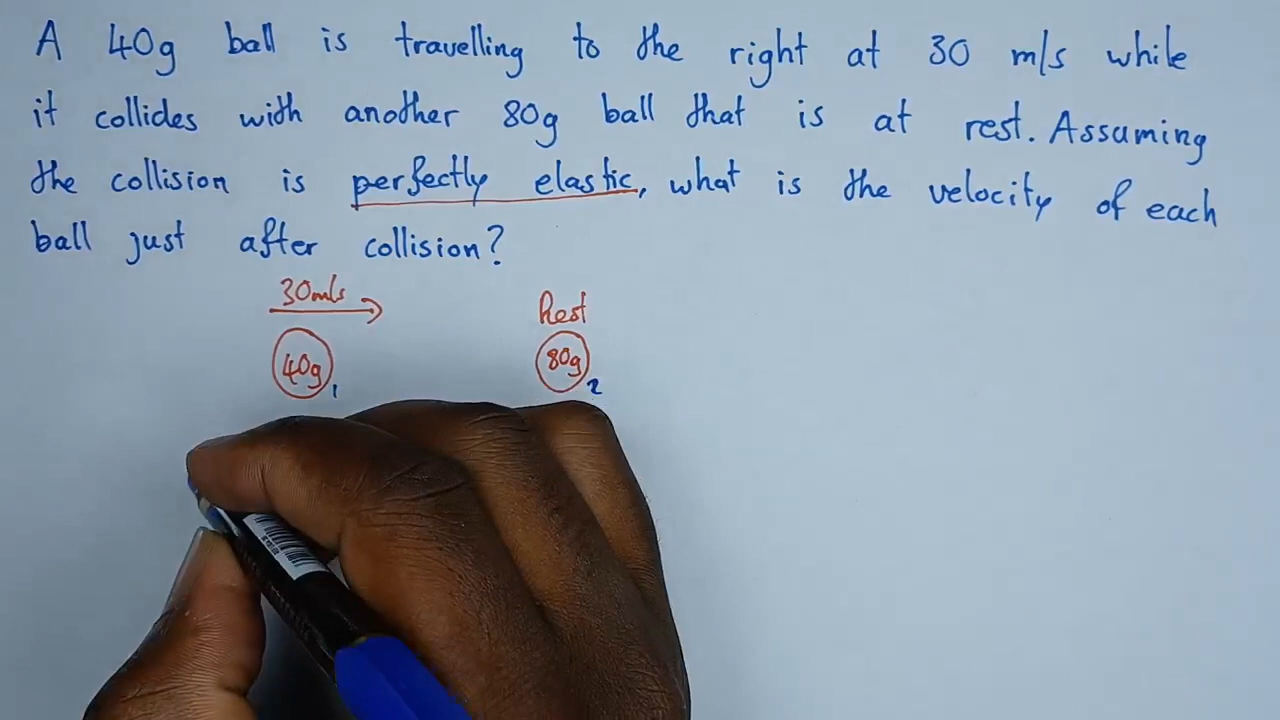 A 40g ball is travelling to the right at 30 m/s while
it collides with another 80g ball that is at rest. Assuming
the collision is perfectly elastic, what is the velocity of each
ball just after collision?
30m/s Rest
40g 1 80g 2